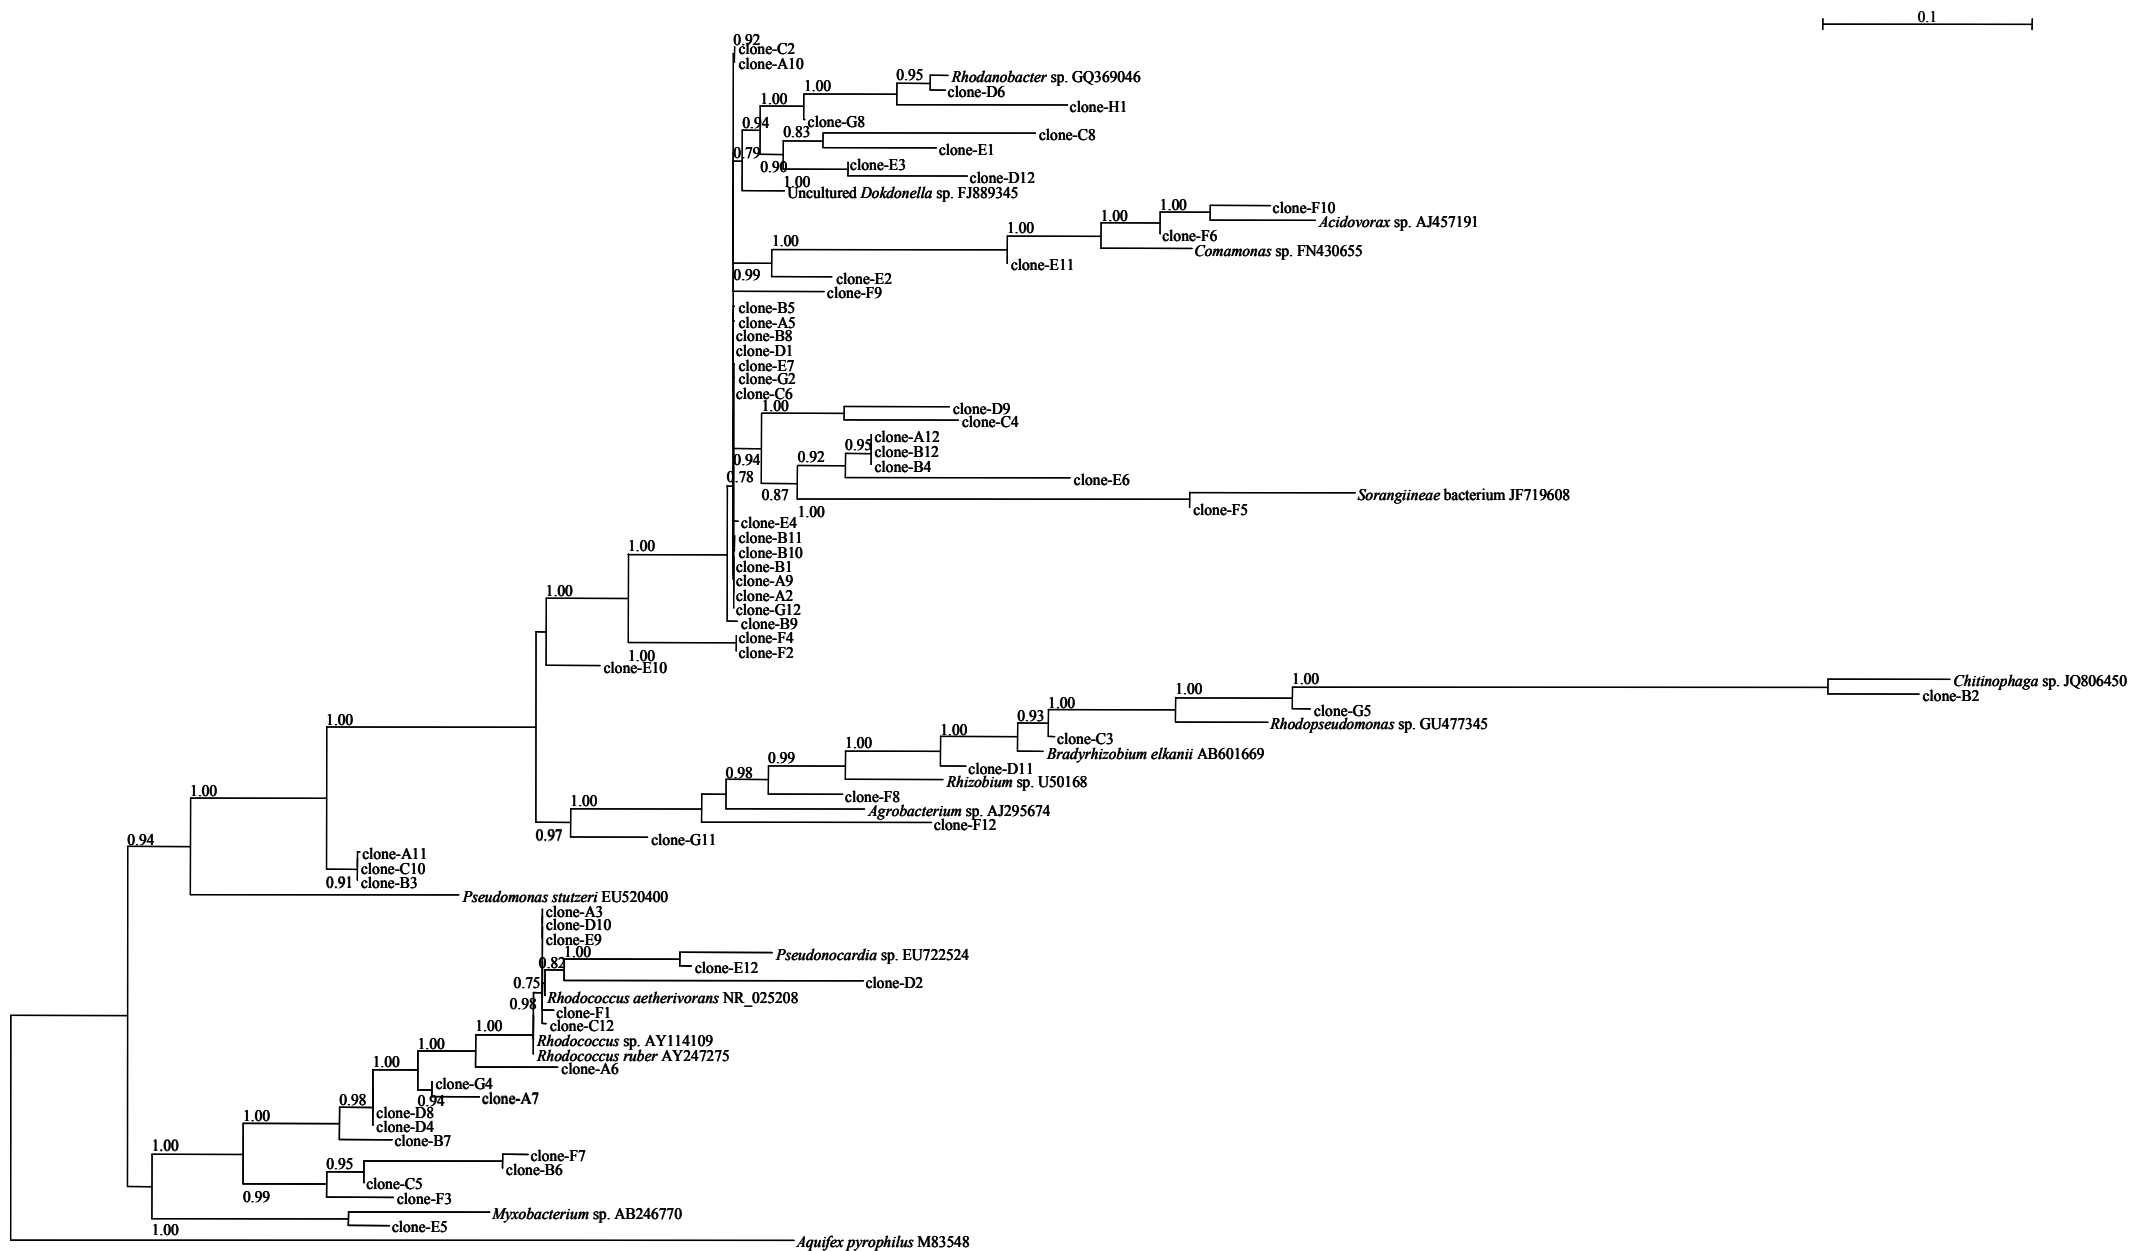 0.1
0.92
clone-C2
clone-A10
0.95
Rhodanobacter sp. GQ369046
1.00
clone-D6
1.00
clone-H1
0.94
clone-G8
0.83
clone-C8
0.79
clone-E1
0.90
clone-E3
clone-D12
1.00
Uncultured Dokdonella sp. FJ889345
1.00
clone-F10
1.00
Acidovorax sp. AJ457191
1.00
clone-F6
1.00
Comamonas sp. FN430655
clone-E11
0.99
clone-E2
clone-F9
clone-B5
clone-A5
clone-B8
clone-D1
clone-E7
clone-G2
clone-C6
1.00
clone-D9
clone-C4
clone-A12
0.95
clone-B12
0.94
0.92
clone-B4
0.78
clone-E6
0.87
Sorangiineae bacterium JF719608
1.00
clone-F5
clone-E4
clone-B11
1.00
clone-B10
clone-B1
clone-A9
1.00
clone-A2
clone-G12
clone-B9
clone-F4
1.00
clone-F2
clone-E10
1.00
Chitinophaga sp. JQ806450
1.00
clone-B2
1.00
clone-G5
0.93
Rhodopseudomonas sp. GU477345
1.00
1.00
clone-C3
1.00
Bradyrhizobium elkanii AB601669
0.99
clone-D11
0.98
Rhizobium sp. U50168
1.00
clone-F8
1.00
Agrobacterium sp. AJ295674
clone-F12
0.97
clone-G11
0.94
clone-A11
clone-C10
0.91
clone-B3
Pseudomonas stutzeri EU520400
clone-A3
clone-D10
clone-E9
1.00
Pseudonocardia sp. EU722524
0.82
clone-E12
0.75
clone-D2
Rhodococcus aetherivorans NR_025208
0.98
clone-F1
1.00
clone-C12
Rhodococcus sp. AY114109
1.00
Rhodococcus ruber AY247275
1.00
clone-A6
clone-G4
0.98
0.94
clone-A7
1.00
clone-D8
clone-D4
clone-B7
1.00
clone-F7
0.95
clone-B6
clone-C5
0.99
clone-F3
Myxobacterium sp. AB246770
1.00
clone-E5
Aquifex pyrophilus M83548